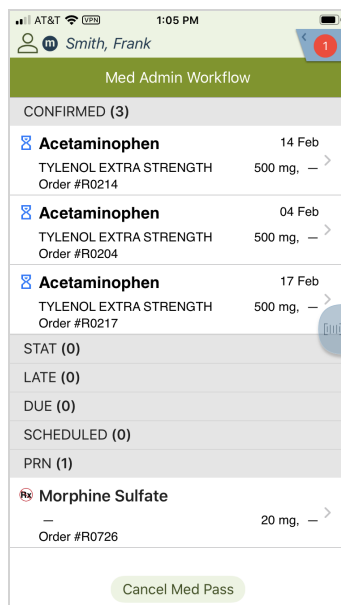 AT&T VPN 1:05 PM
m Smith, Frank 1
Med Admin Workflow
CONFIRMED (3)
Acetaminophen 14 Feb
TYLENOL EXTRA STRENGTH 500 mg, —
Order #R0214
Acetaminophen 04 Feb
TYLENOL EXTRA STRENGTH 500 mg, —
Order #R0204
Acetaminophen 17 Feb
TYLENOL EXTRA STRENGTH 500 mg, —
Order #R0217
STAT (0)
LATE (0)
DUE (0)
SCHEDULED (0)
PRN (1)
Rx Morphine Sulfate
— 20 mg, —
Order #R0726
Cancel Med Pass